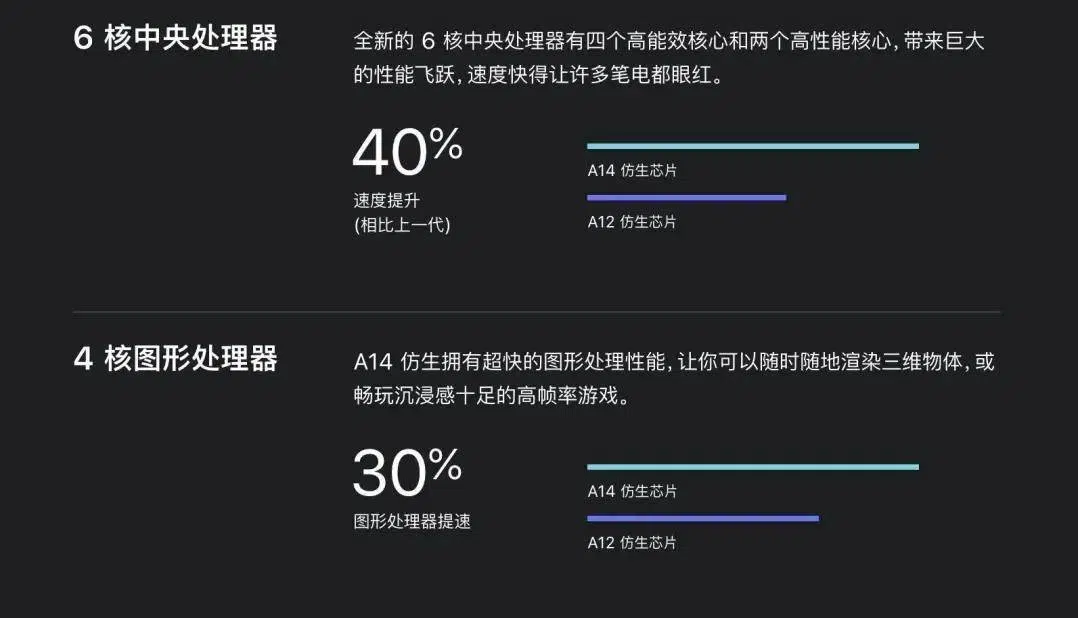 6 核中央处理器
全新的 6 核中央处理器有四个高能效核心和两个高性能核心，带来巨大
的性能飞跃，速度快得让许多笔电都眼红。
40%
速度提升
(相比上一代)
A14 仿生芯片
A12 仿生芯片
4 核图形处理器
A14 仿生拥有超快的图形处理性能，让你可以随时随地渲染三维物体，或
畅玩沉浸感十足的高帧率游戏。
30%
图形处理器提速
A14 仿生芯片
A12 仿生芯片